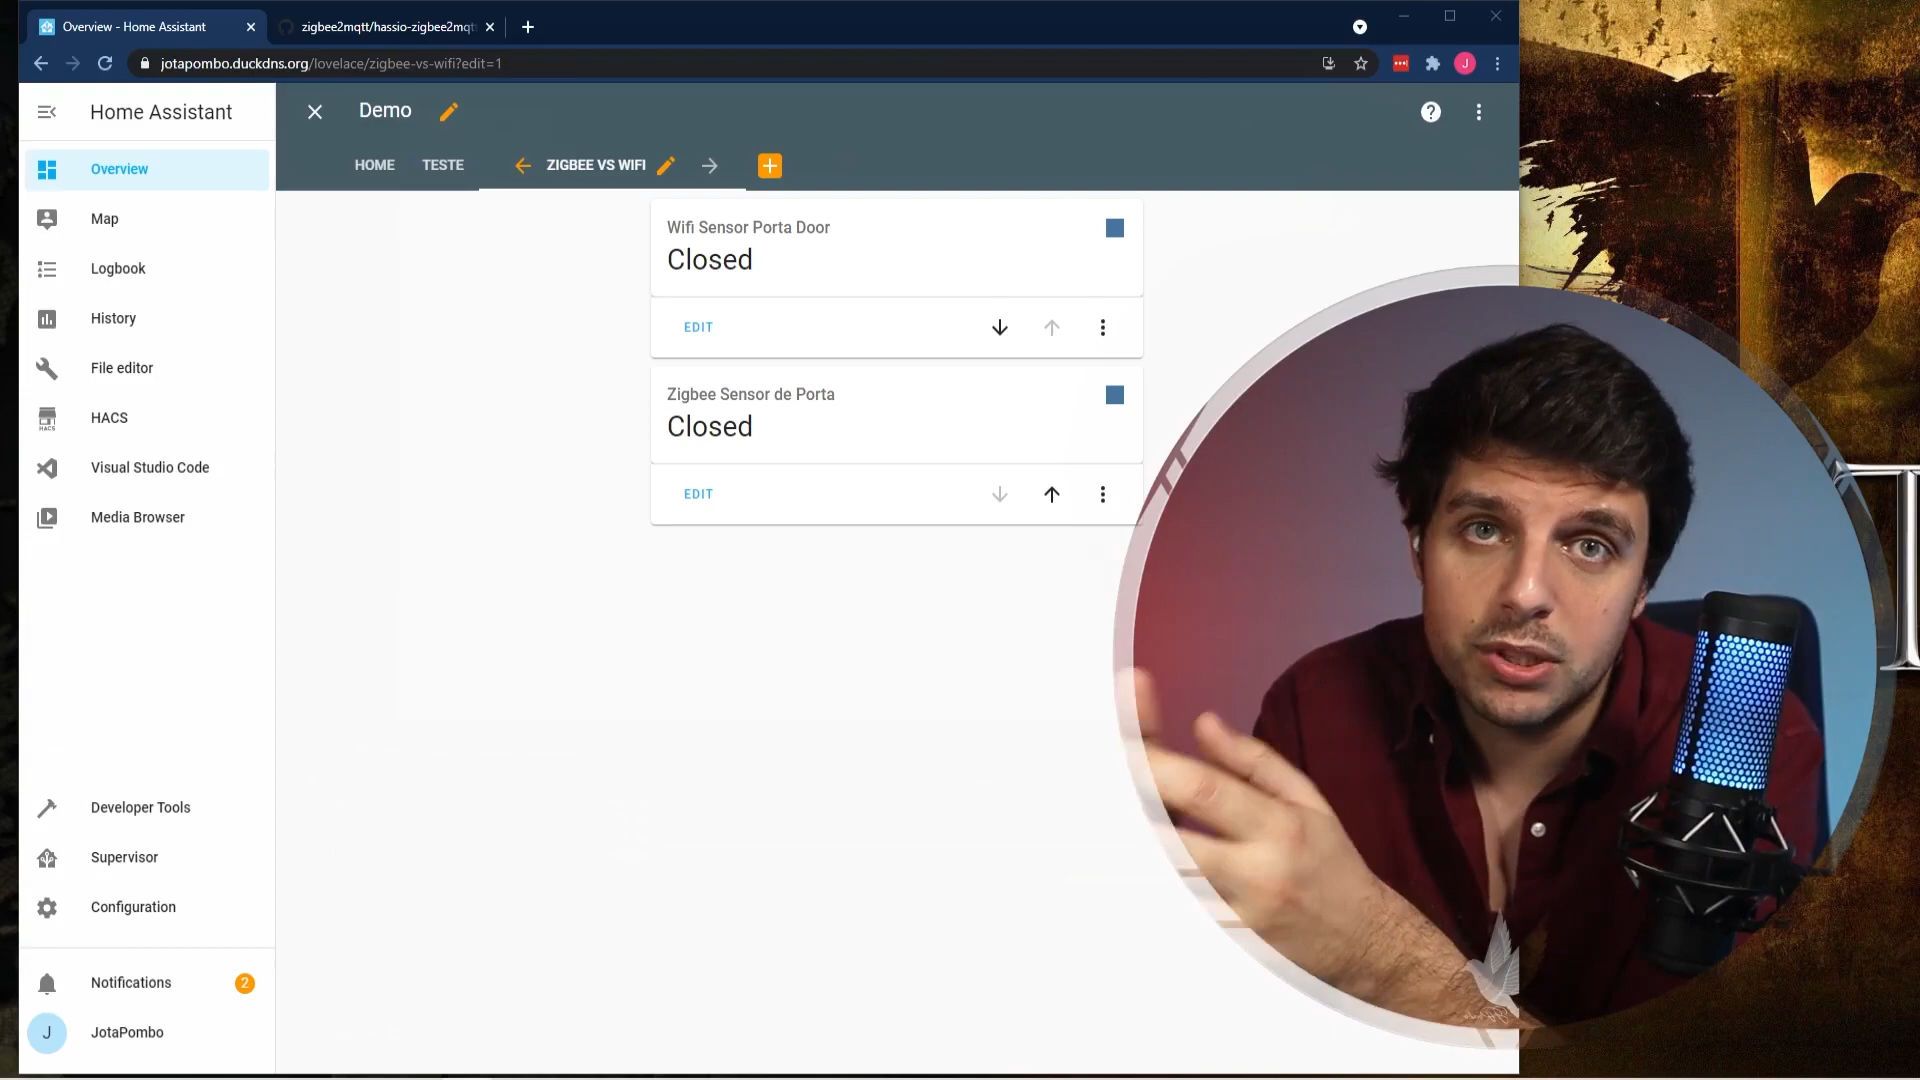 Overview - Home Assistant
zigbee2mqtt/hassio-zigbee2mqt
jotapombo.duckdns.org/lovelace/zigbee-vs-wifi?edit=1
J
Home Assistant
Demo
HOME
TESTE
ZIGBEE VS WIFI
Overview
Map
Logbook
History
File editor
HACS
HACS
Visual Studio Code
Media Browser
Wifi Sensor Porta Door
Closed
EDIT
Zigbee Sensor de Porta
Closed
EDIT
Developer Tools
Supervisor
Configuration
Notifications
2
J
JotaPombo